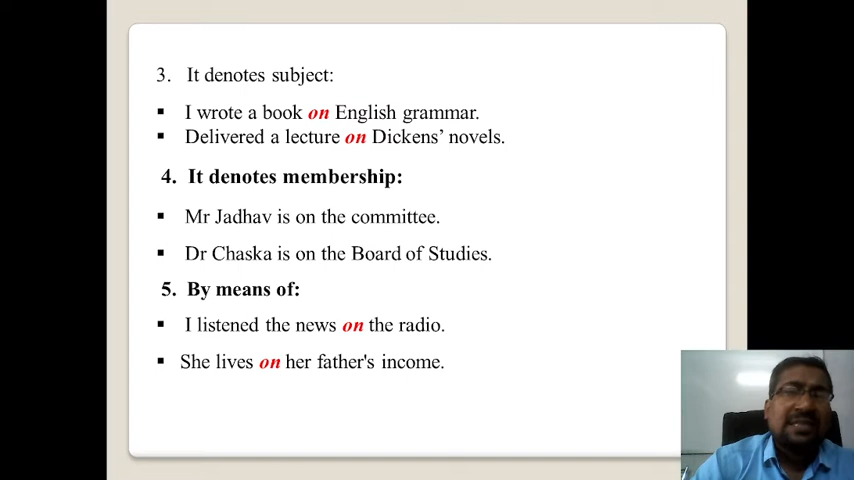 3. It denotes subject:
▪ I wrote a book on English grammar.
▪ Delivered a lecture on Dickens’ novels.
4. It denotes membership:
▪ Mr Jadhav is on the committee.
▪ Dr Chaska is on the Board of Studies.
5. By means of:
▪ I listened the news on the radio.
▪ She lives on her father's income.